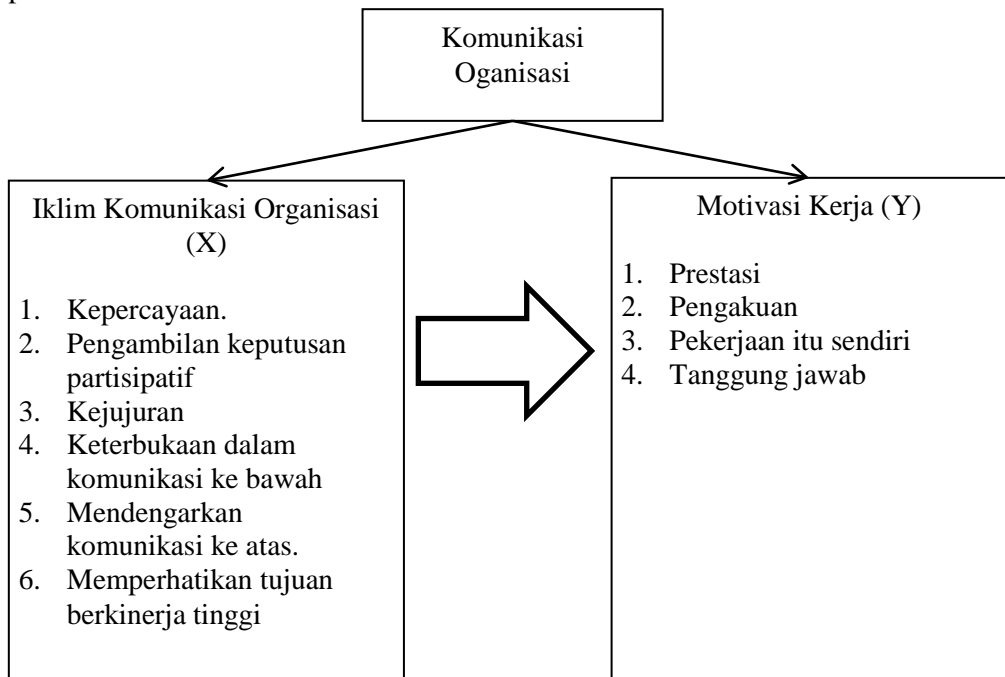 Komunikasi
Oganisasi
Iklim Komunikasi Organisasi
(X)
1. Kepercayaan.
2. Pengambilan keputusan
partisipatif
3. Kejujuran
4. Keterbukaan dalam
komunikasi ke bawah
5. Mendengarkan
komunikasi ke atas.
6. Memperhatikan tujuan
berkinerja tinggi
Motivasi Kerja (Y)
1. Prestasi
2. Pengakuan
3. Pekerjaan itu sendiri
4. Tanggung jawab